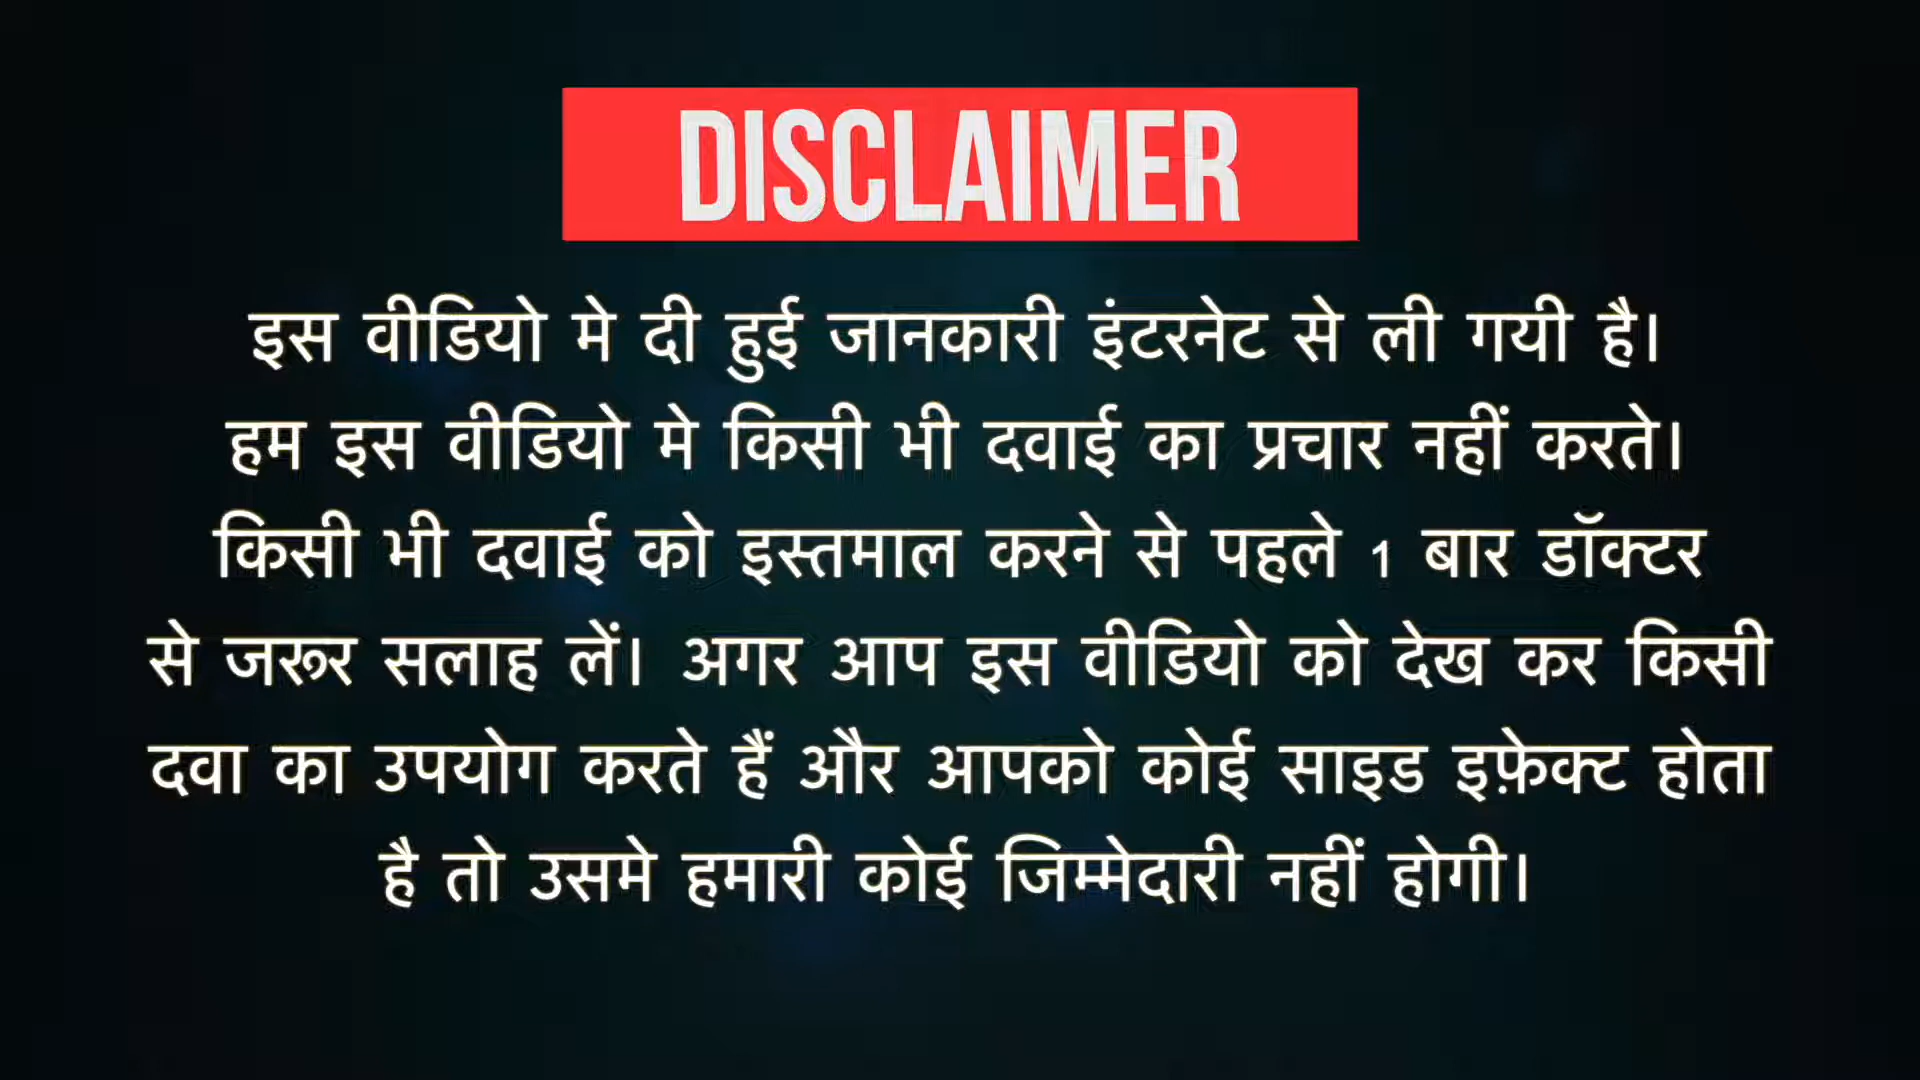 DISCLAIMER
इस वीडियो मे दी हुई जानकारी इंटरनेट से ली गयी है।
हम इस वीडियो मे किसी भी दवाई का प्रचार नहीं करते।
किसी भी दवाई को इस्तमाल करने से पहले 1 बार डॉक्टर
से जरूर सलाह लें। अगर आप इस वीडियो को देख कर किसी
दवा का उपयोग करते हैं और आपको कोई साइड इफ़ेक्ट होता
है तो उसमे हमारी कोई जिम्मेदारी नहीं होगी।